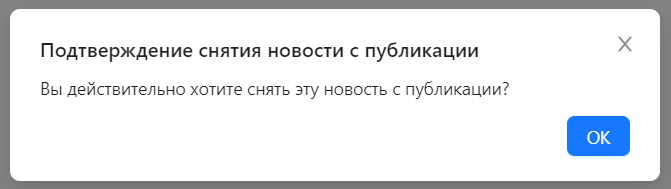 Подтверждение снятия новости с публикации
Вы действительно хотите снять эту новость с публикации?
OK